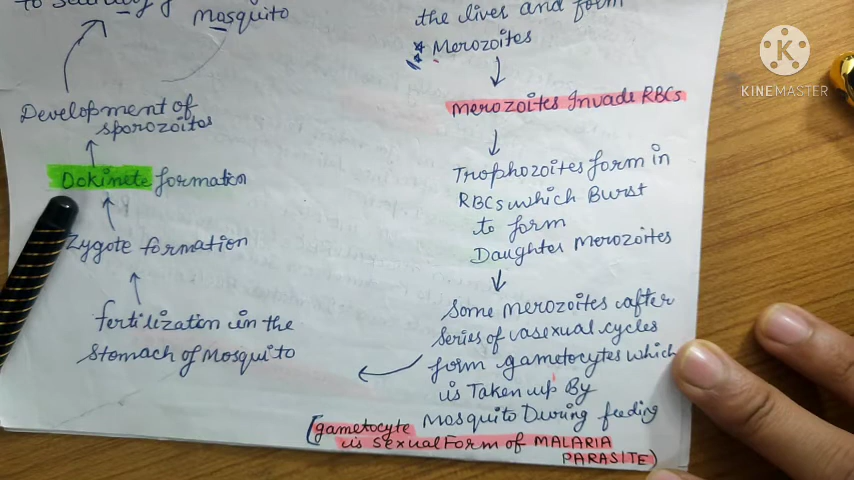 Mosquito
the liver and form
Merozoites
Merozoites Invade RBCs
Trophozoites form in
RBCs which Burst
to form
Daughter Merozoites
Some Merozoites after
Series of asexual cycles
form gametocytes which
is Taken up By
Mosquito During feeding
[gametocyte
is sexual Form of MALARIA
PARASITE)
fertilization in the
Stomach of Mosquito
Zygote formation
Ookinete formation
Development of
sporozoites
KINEMASTER